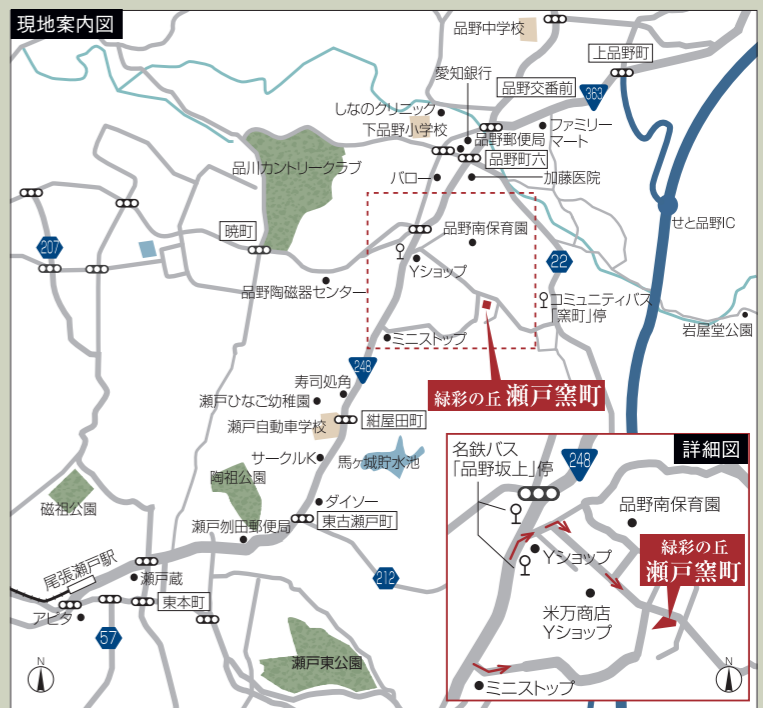 現地案内図
品野中学校
上品野町
愛知銀行
品野交番前
363
しなのクリニック
下品野小学校
ファミリー
マート
品野郵便局
品野町六
品川カントリークラブ
バロー
加藤医院
せと品野IC
207
暁町
品野南保育園
22
Yショップ
品野陶磁器センター
コミュニティバス
「窯町」停
岩屋堂公園
ミニストップ
248
緑彩の丘 瀬戸窯町
寿司処角
瀬戸ひなご幼稚園
紺屋田町
瀬戸自動車学校
サークルK
馬ヶ城貯水池
陶祖公園
磁祖公園
ダイソー
東古瀬戸町
瀬戸刎田郵便局
尾張瀬戸駅
瀬戸蔵
212
東本町
アピタ
57
瀬戸東公園
N
詳細図
名鉄バス
「品野坂上」停
248
品野南保育園
Yショップ
緑彩の丘
瀬戸窯町
米万商店
Yショップ
ミニストップ
N